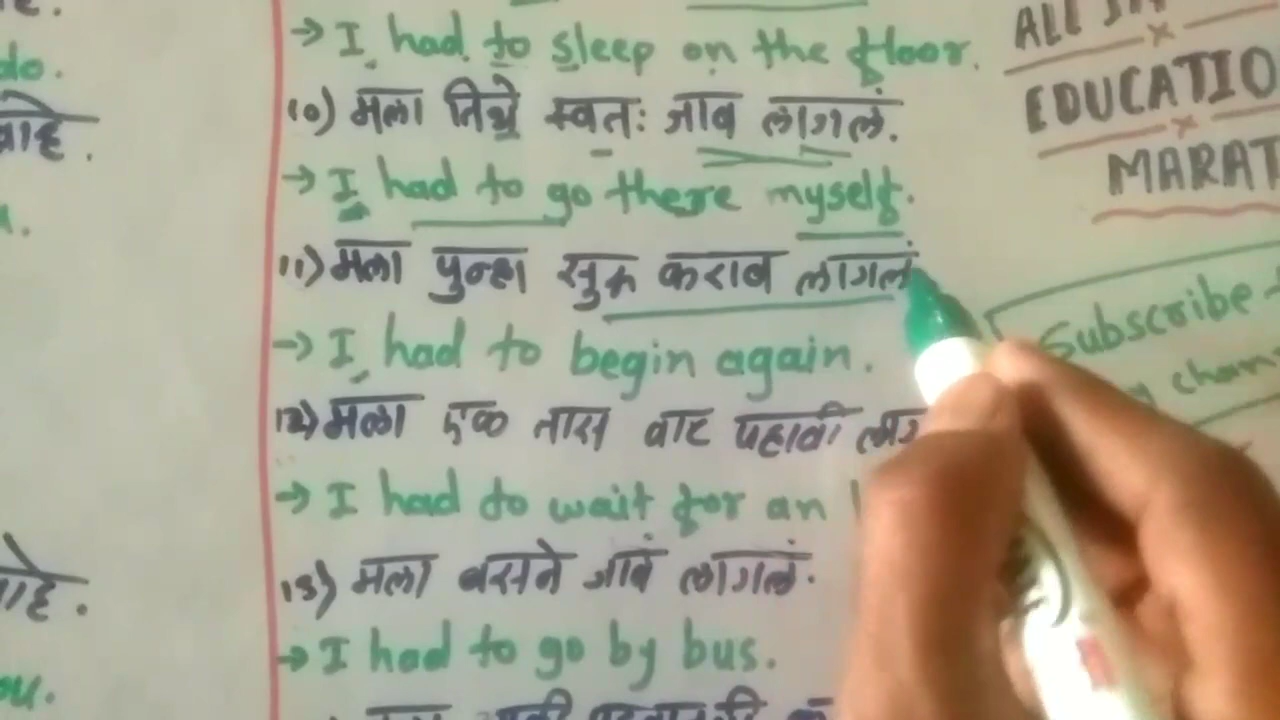 do.
आहे.
→ I had to sleep on the floor.
10) मला तिथे स्वतः जाव लागलं.
→ I had to go there myself.
11) मला पुन्हा सुरू कराव लागलं
→ I had to begin again.
12) मला एक तास वाट पहावी
→ I had to wait for an
13) मला बसने जावं लागलं.
→ I had to go by bus.
EDUCATIO
MARAT
Subscribe